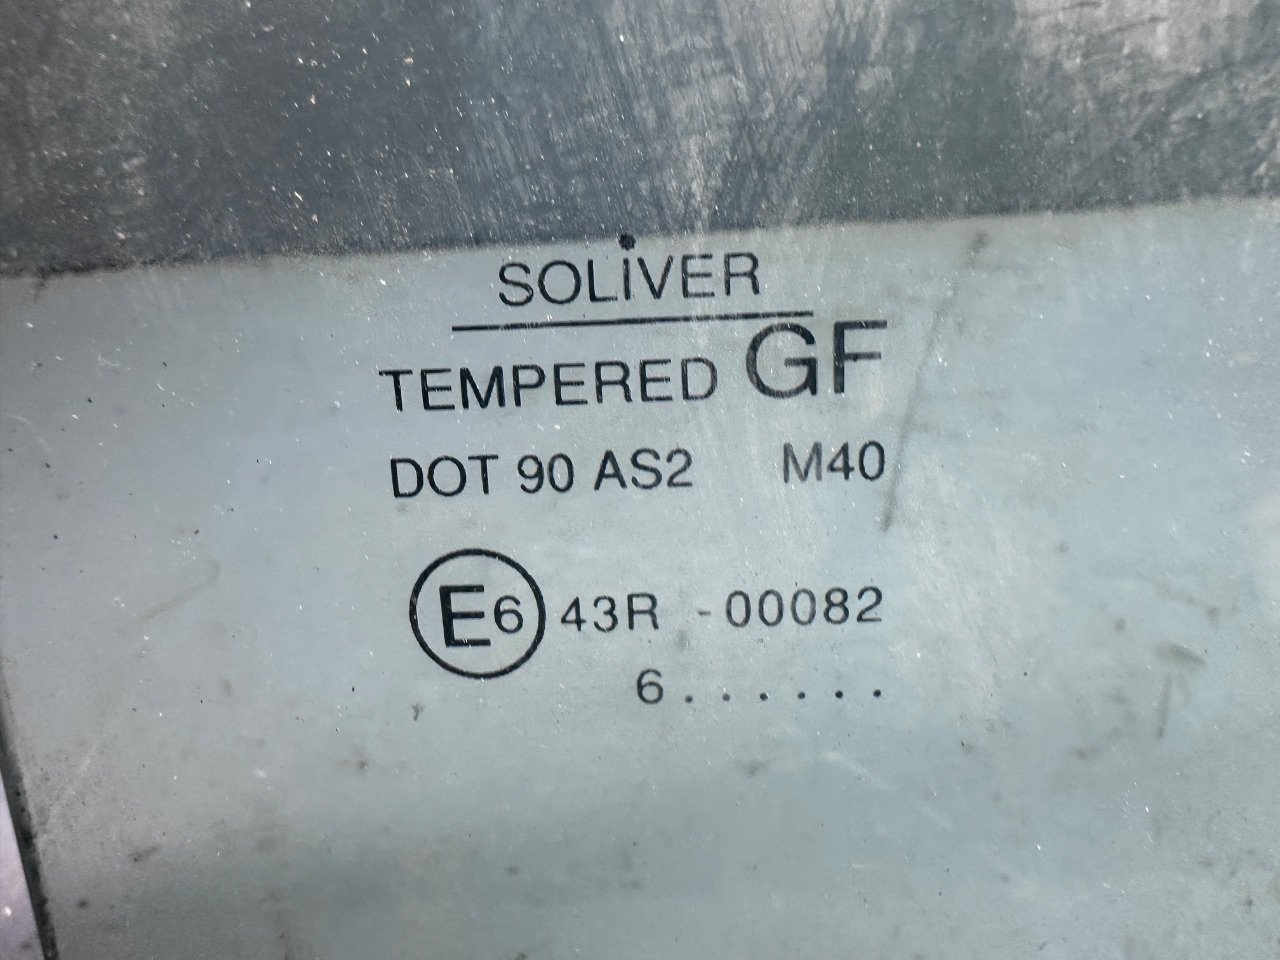 SOLiVER
TEMPERED GF
DOT 90 AS2 M40
E6 43R -00082
6......